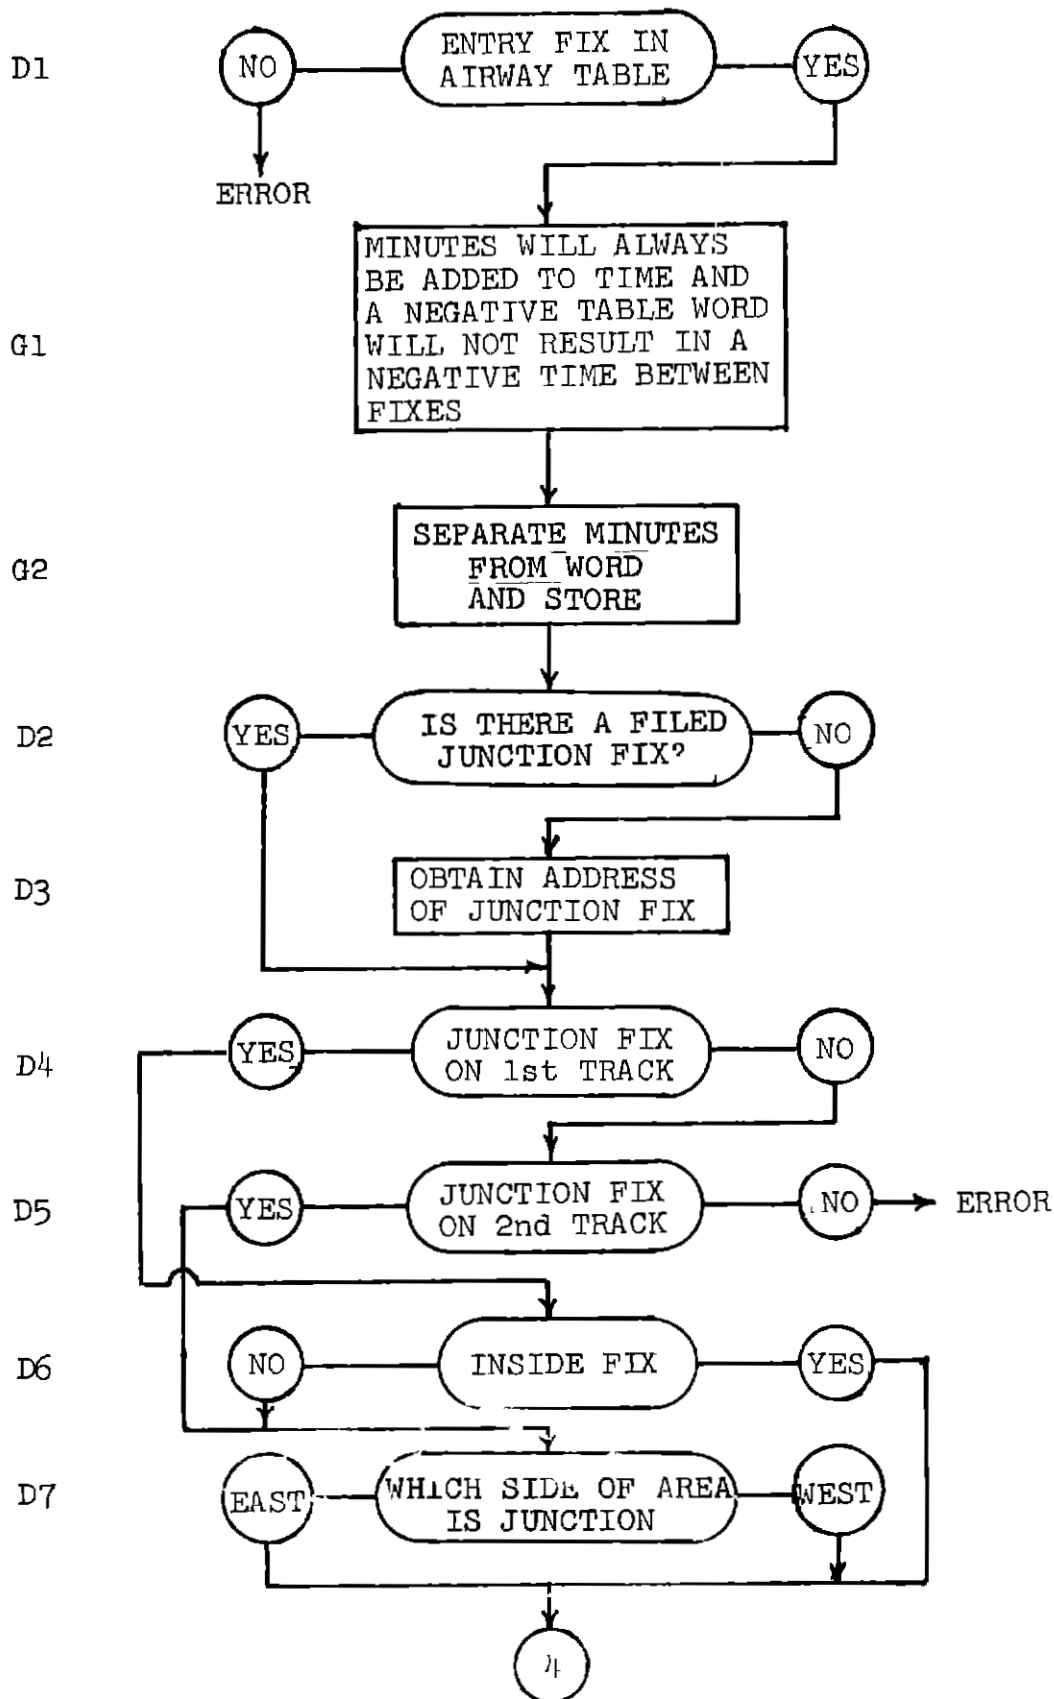 D1
NO
ENTRY FIX IN
AIRWAY TABLE
YES
ERROR
G1
MINUTES WILL ALWAYS
BE ADDED TO TIME AND
A NEGATIVE TABLE WORD
WILL NOT RESULT IN A
NEGATIVE TIME BETWEEN
FIXES
G2
SEPARATE MINUTES
FROM WORD
AND STORE
D2
YES
IS THERE A FILED
JUNCTION FIX?
NO
D3
OBTAIN ADDRESS
OF JUNCTION FIX
D4
YES
JUNCTION FIX
ON 1st TRACK
NO
D5
YES
JUNCTION FIX
ON 2nd TRACK
NO
ERROR
D6
NO
INSIDE FIX
YES
D7
EAST
WHICH SIDE OF AREA
IS JUNCTION
WEST
4